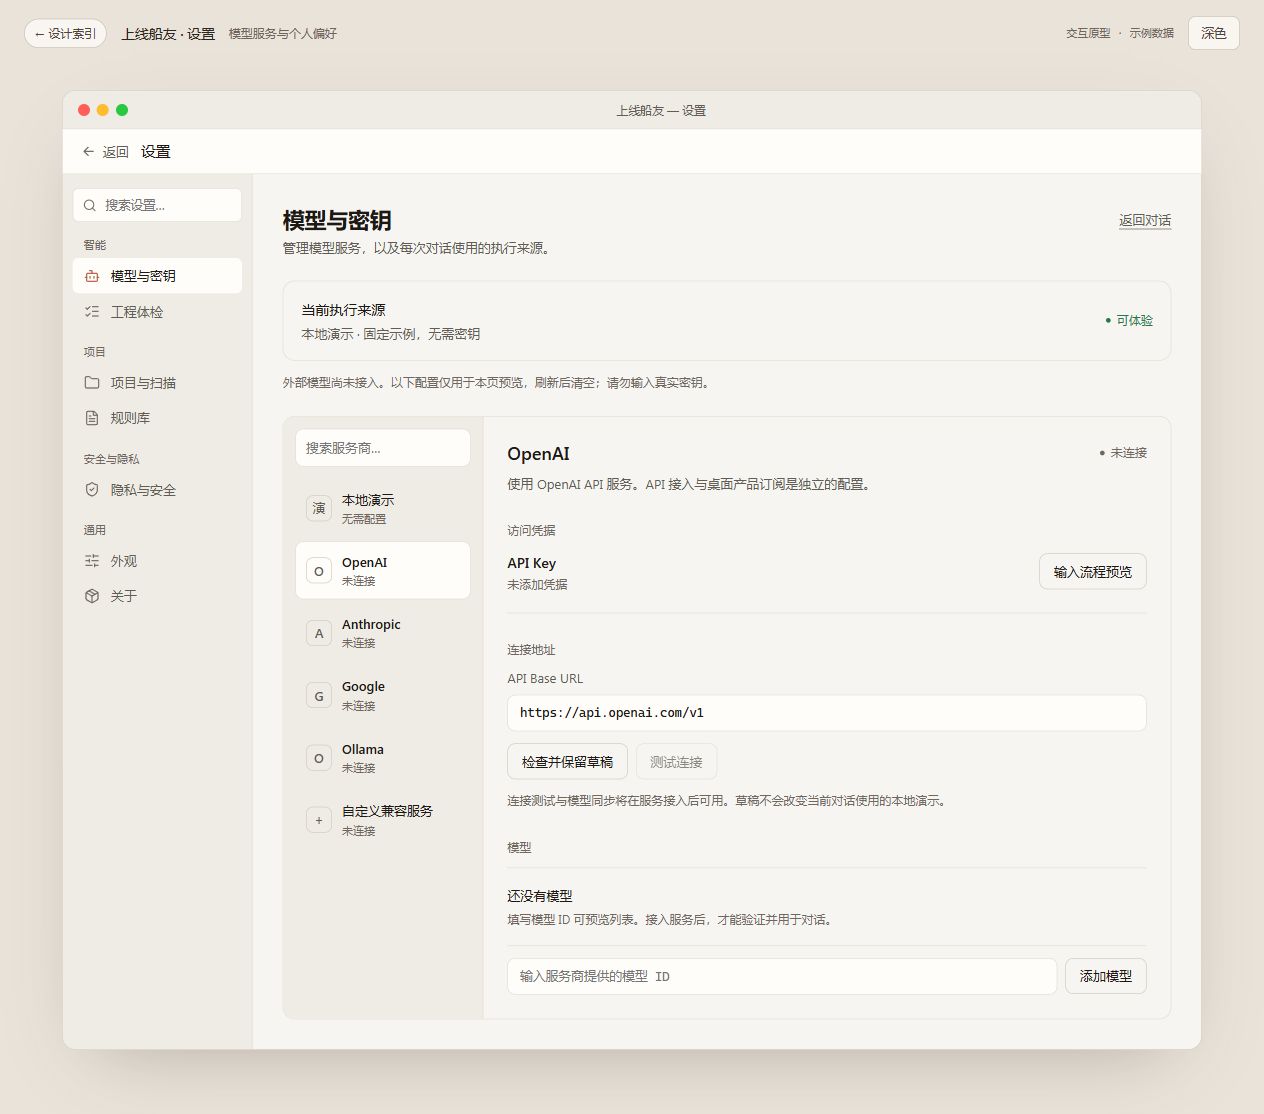 ← 设计索引
上线船友 · 设置
模型服务与个人偏好
交互原型 · 示例数据
深色
上线船友 — 设置
← 返回
设置
搜索设置...
智能
模型与密钥
工程体检
项目
项目与扫描
规则库
安全与隐私
隐私与安全
通用
外观
关于
模型与密钥
返回对话
管理模型服务，以及每次对话使用的执行来源。
当前执行来源
本地演示 · 固定示例，无需密钥
可体验
外部模型尚未接入。以下配置仅用于本页预览，刷新后清空；请勿输入真实密钥。
搜索服务商...
演
本地演示
无需配置
O
OpenAI
未连接
A
Anthropic
未连接
G
Google
未连接
O
Ollama
未连接
+
自定义兼容服务
未连接
OpenAI
未连接
使用 OpenAI API 服务。API 接入与桌面产品订阅是独立的配置。
访问凭据
API Key
未添加凭据
输入流程预览
连接地址
API Base URL
https://api.openai.com/v1
检查并保留草稿
测试连接
连接测试与模型同步将在服务接入后可用。草稿不会改变当前对话使用的本地演示。
模型
还没有模型
填写模型 ID 可预览列表。接入服务后，才能验证并用于对话。
输入服务商提供的模型 ID
添加模型